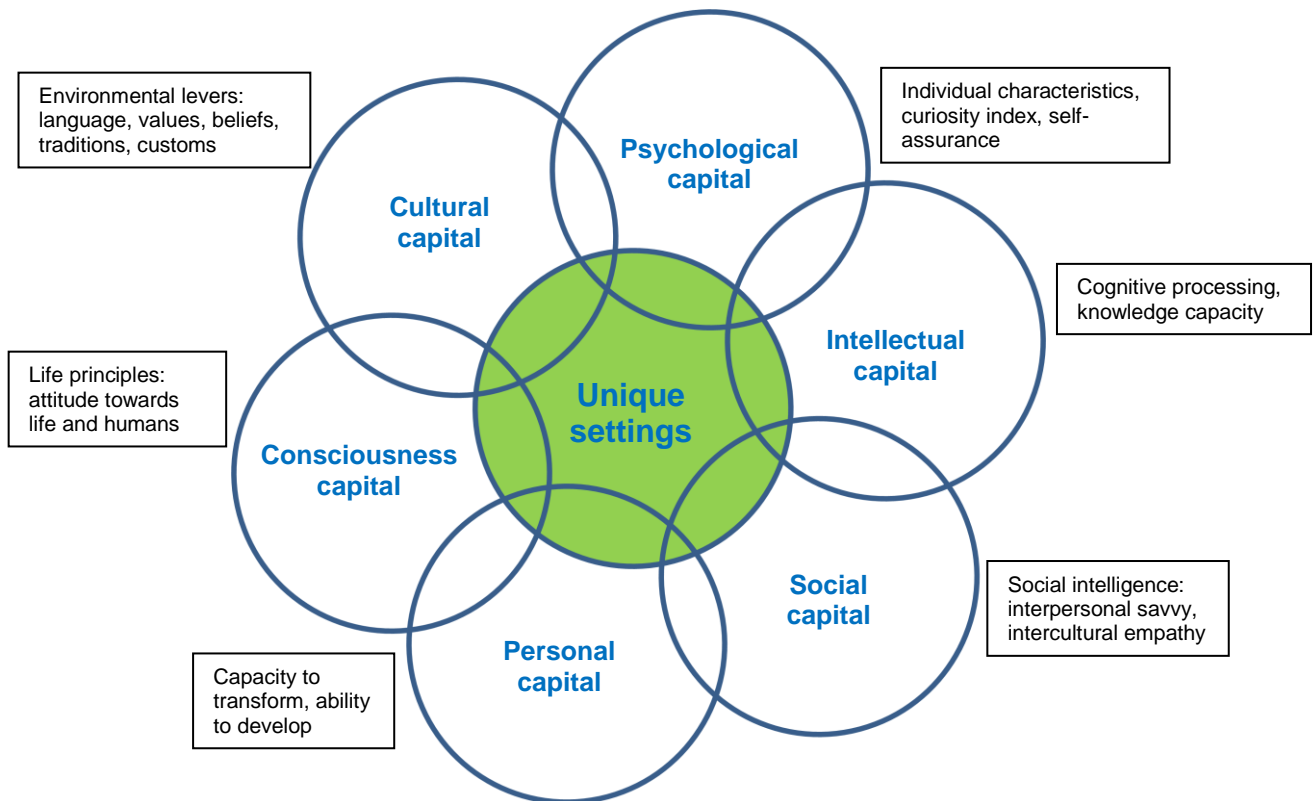 Environmental levers:
language, values, beliefs,
traditions, customs
Psychological
capital
Individual characteristics,
curiosity index, self-
assurance
Cultural
capital
Cognitive processing,
knowledge capacity
Intellectual
capital
Life principles:
attitude towards
life and humans
Unique
settings
Consciousness
capital
Social
capital
Social intelligence:
interpersonal savvy,
intercultural empathy
Personal
capital
Capacity to
transform, ability
to develop